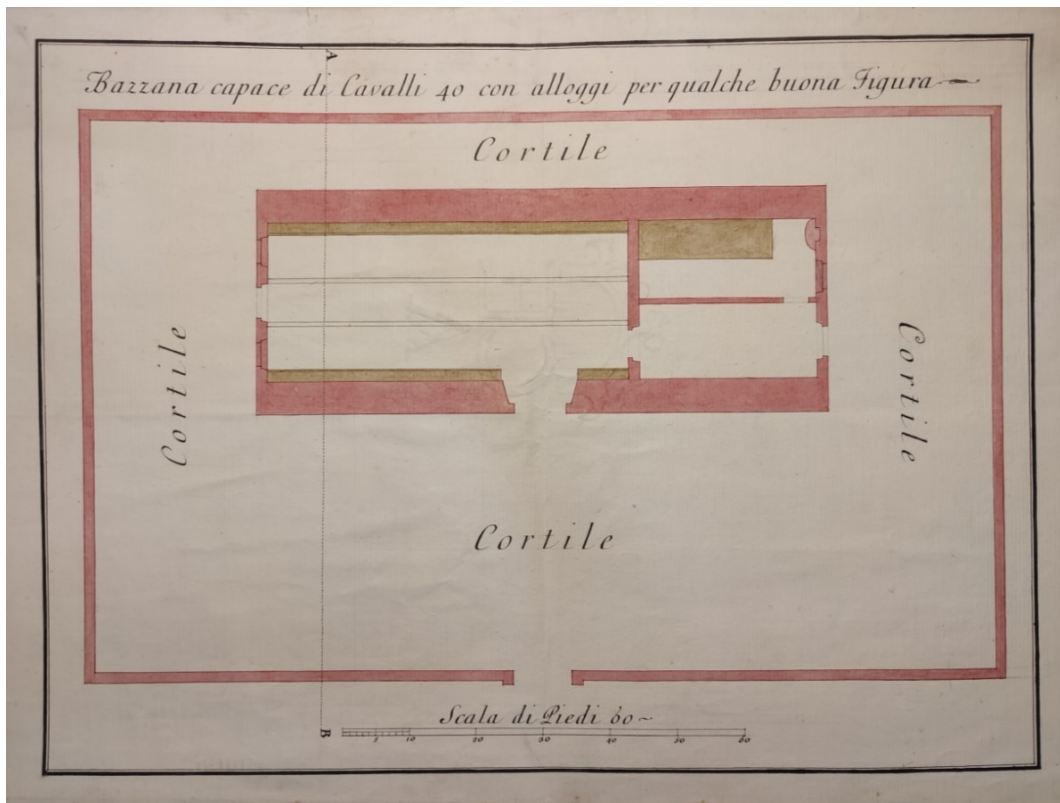 A
Bazzana capace di Cavalli 40 con alloggi per qualche buona Figura
Cortile
Cortile
Cortile
Cortile
Scala di Piedi 60
B
5 10 20 30 40 50 60